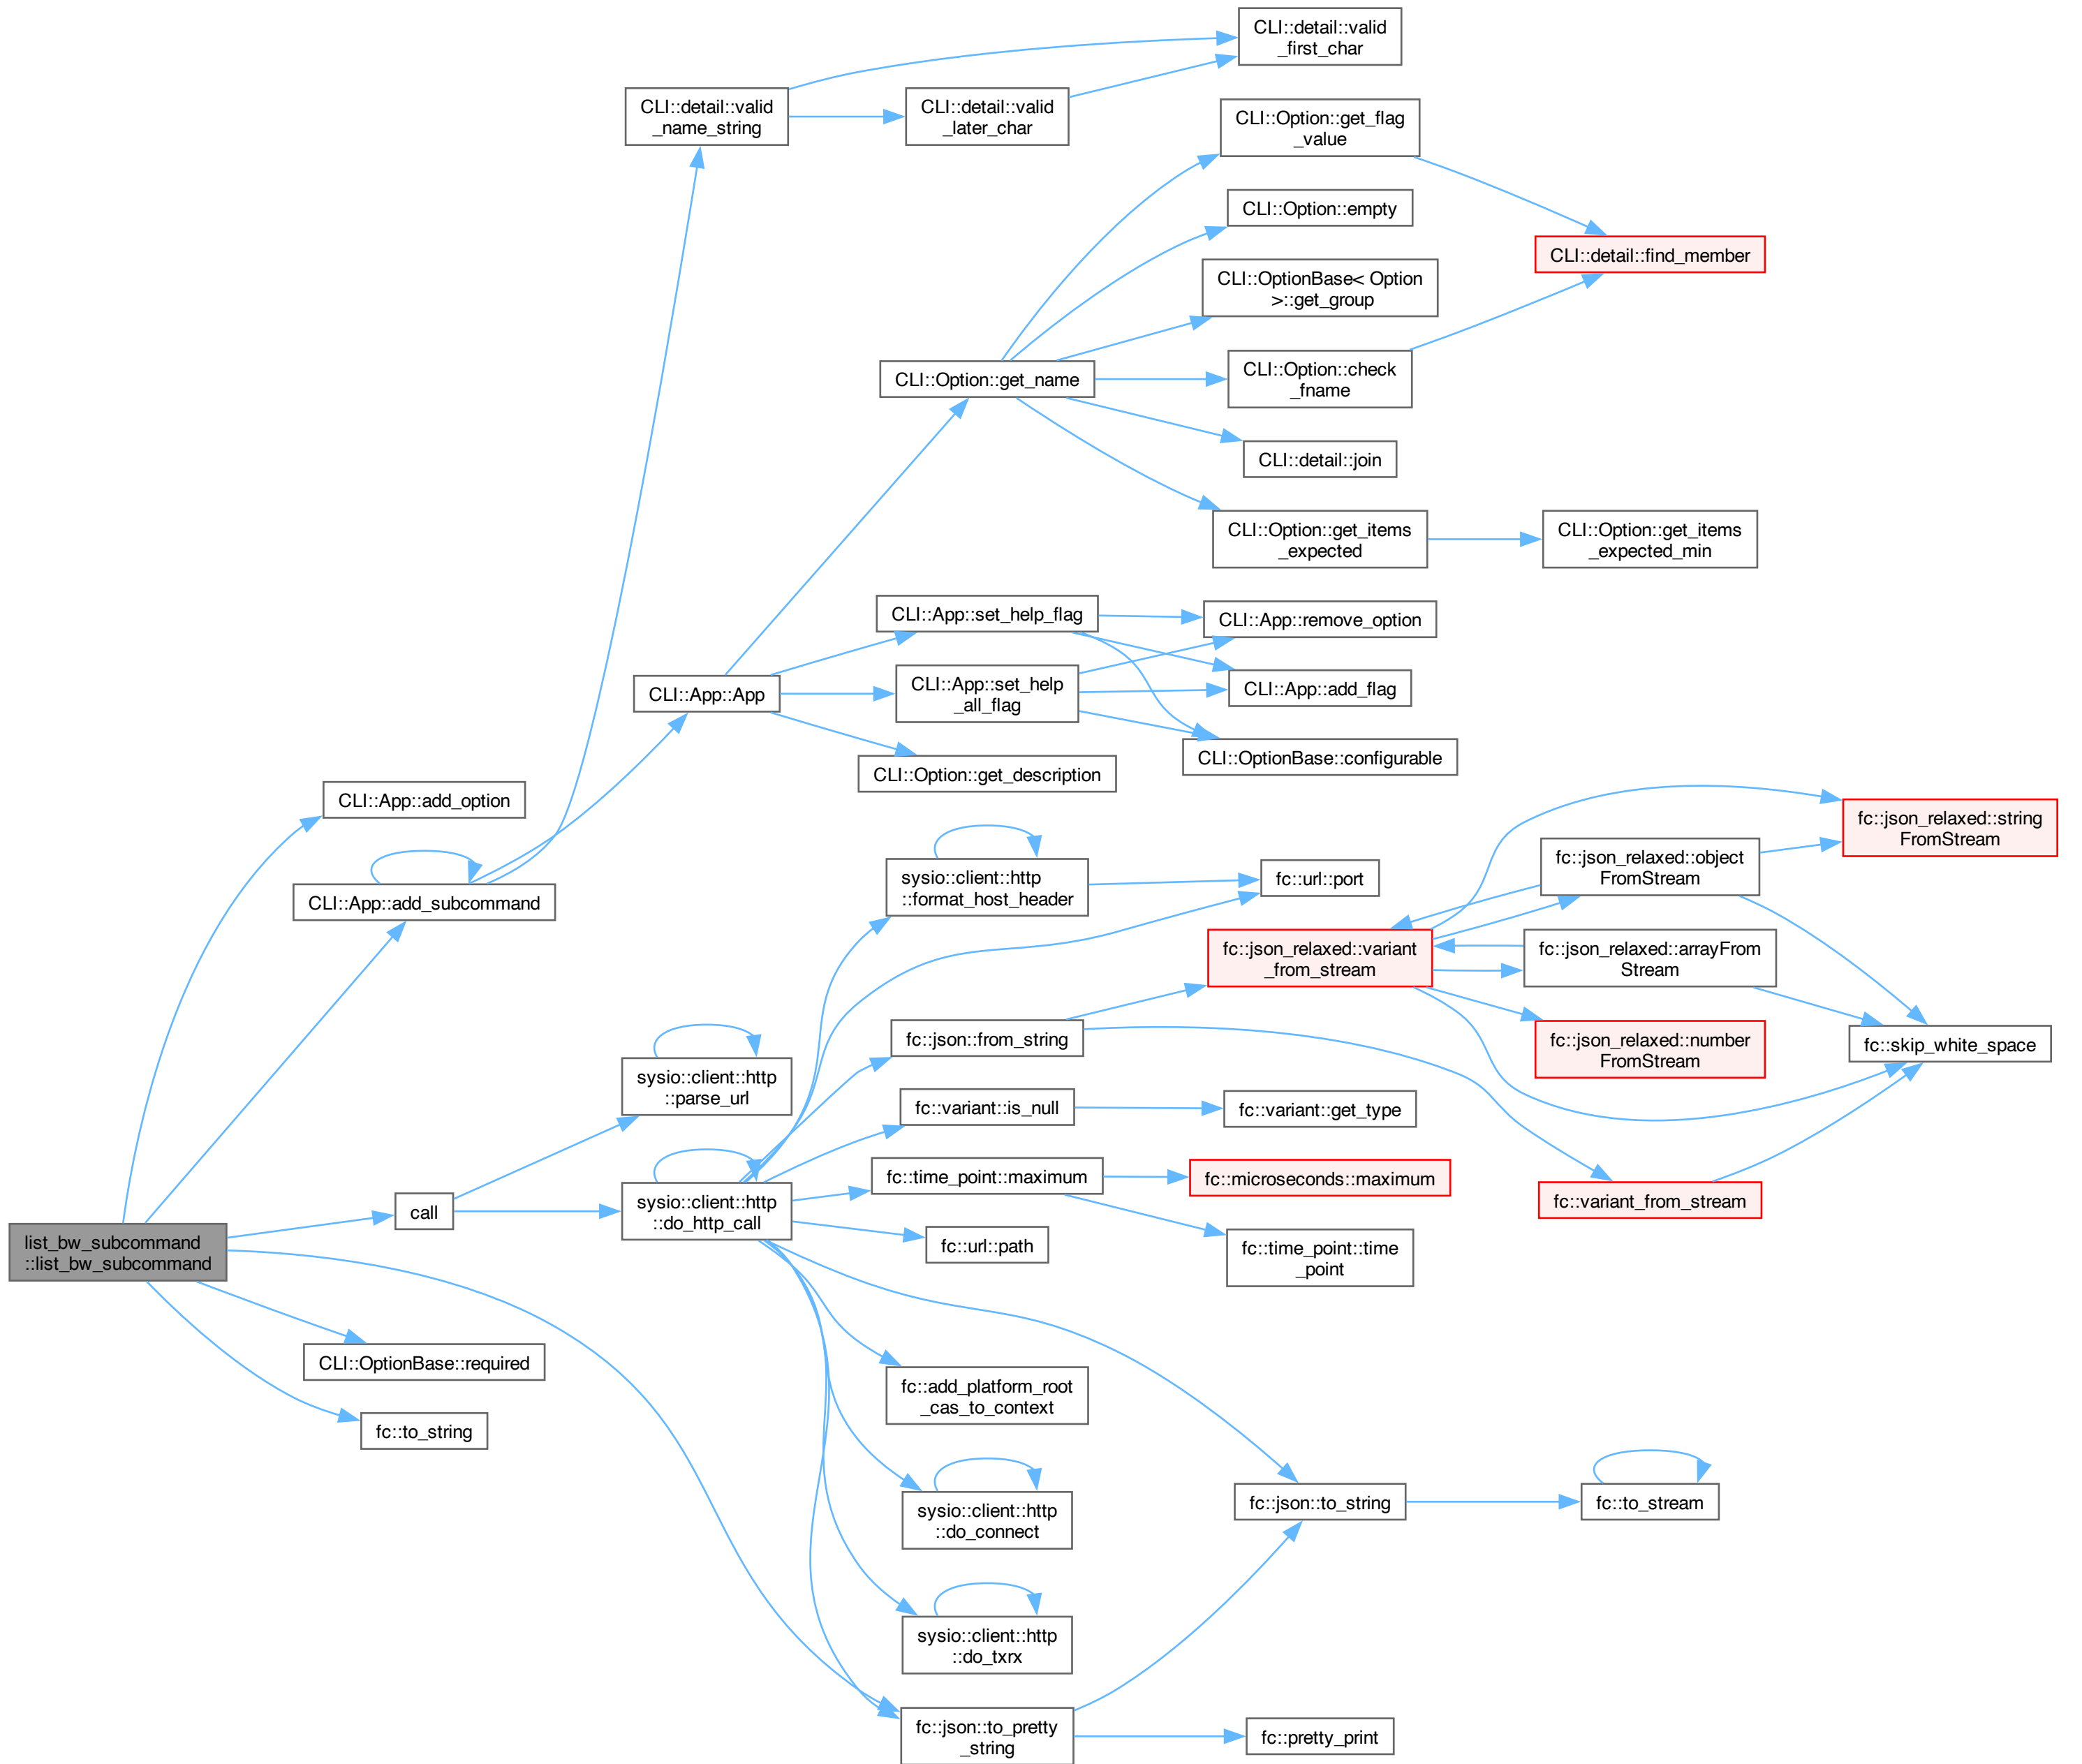 CLI::detail::valid
_first_char
CLI::detail::valid
_name_string
CLI::detail::valid
_later_char
CLI::Option::get_flag
_value
CLI::Option::empty
CLI::detail::find_member
CLI::OptionBase< Option
>::get_group
CLI::Option::get_name
CLI::Option::check
_fname
CLI::detail::join
CLI::Option::get_items
_expected
CLI::Option::get_items
_expected_min
CLI::App::set_help_flag
CLI::App::remove_option
CLI::App::App
CLI::App::set_help
_all_flag
CLI::App::add_flag
CLI::OptionBase::configurable
CLI::Option::get_description
CLI::App::add_option
CLI::App::add_subcommand
fc::json_relaxed::string
FromStream
fc::json_relaxed::object
FromStream
sysio::client::http
::format_host_header
fc::url::port
fc::json_relaxed::variant
_from_stream
fc::json_relaxed::arrayFrom
Stream
fc::json::from_string
fc::json_relaxed::number
FromStream
fc::skip_white_space
sysio::client::http
::parse_url
fc::variant::is_null
fc::variant::get_type
fc::time_point::maximum
fc::microseconds::maximum
fc::variant_from_stream
call
sysio::client::http
::do_http_call
fc::url::path
fc::time_point::time
_point
list_bw_subcommand
::list_bw_subcommand
CLI::OptionBase::required
fc::add_platform_root
_cas_to_context
fc::to_string
sysio::client::http
::do_connect
fc::json::to_string
fc::to_stream
sysio::client::http
::do_txrx
fc::json::to_pretty
_string
fc::pretty_print